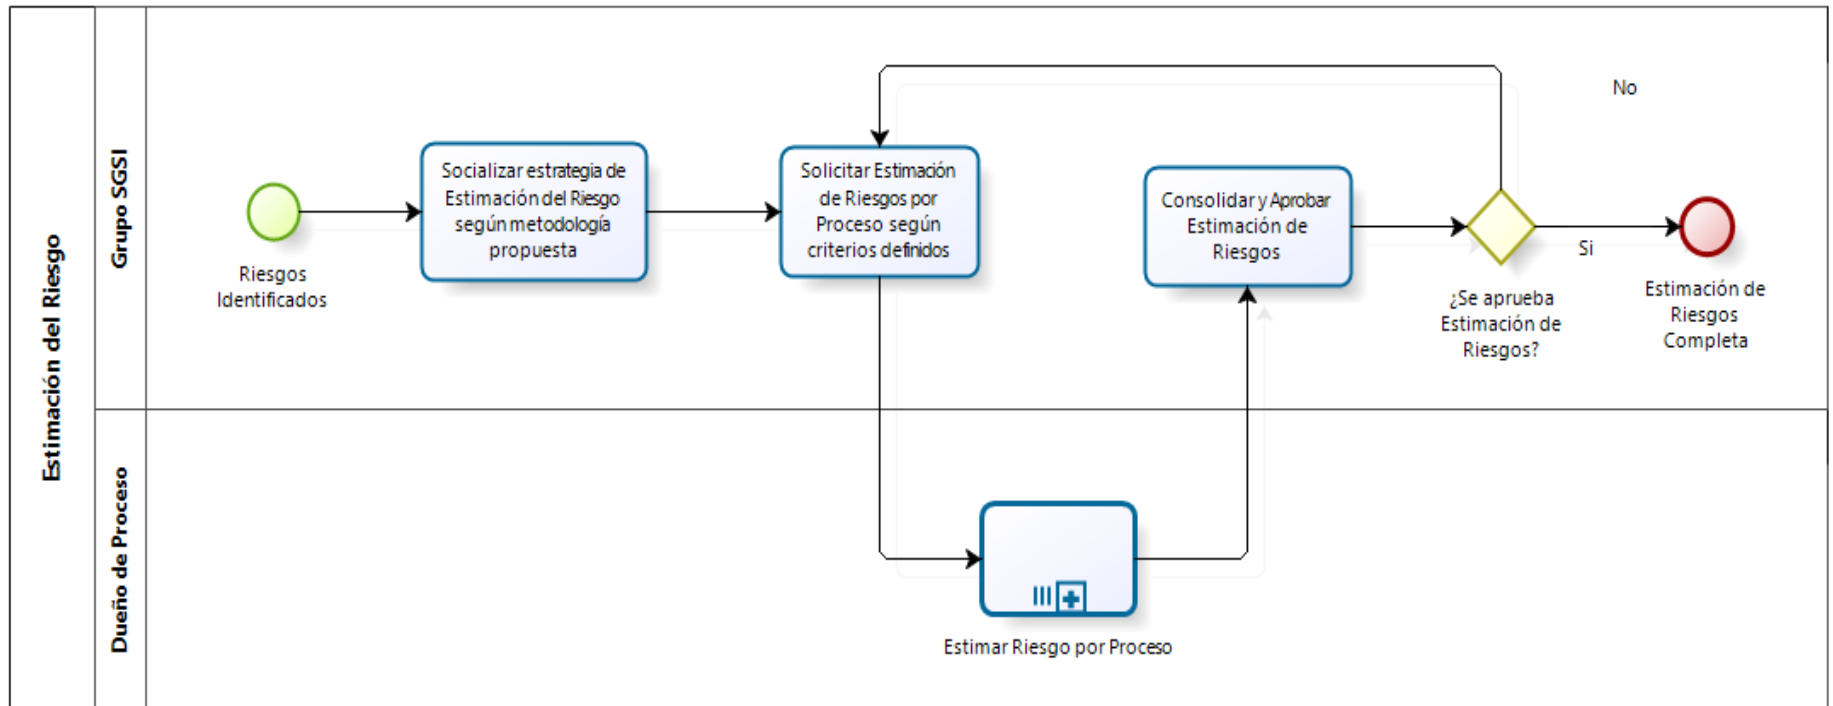 Estimación del Riesgo
Grupo SGSI
Riesgos
Identificados
Socializar estrategia de
Estimación del Riesgo
según metodología
propuesta
Solicitar Estimación
de Riesgos por
Proceso según
criterios definidos
Consolidar y Aprobar
Estimación de
Riesgos
¿Se aprueba
Estimación de
Riesgos?
No
Si
Estimación de
Riesgos
Completa
Dueño de Proceso
Estimar Riesgo por Proceso